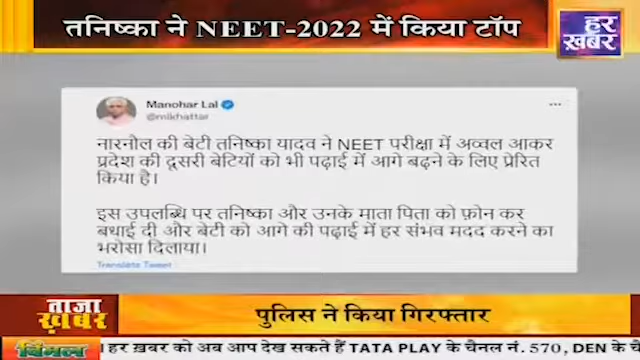 तनिष्का ने NEET-2022 में किया टॉप
हर
ख़बर
Manohar Lal
@mlkhattar
नारनौल की बेटी तनिष्का यादव ने NEET परीक्षा में अव्वल आकर
प्रदेश की दूसरी बेटियों को भी पढ़ाई में आगे बढ़ने के लिए प्रेरित
किया है।
इस उपलब्धि पर तनिष्का और उनके माता पिता को फ़ोन कर
बधाई दी और बेटी को आगे की पढ़ाई में हर संभव मदद करने का
भरोसा दिलाया।
Translate Tweet
ताजा
ख़बर
पुलिस ने किया गिरफ्तार
विमल
हर ख़बर को अब आप देख सकते हैं TATA PLAY के चैनल नं. 570, DEN के